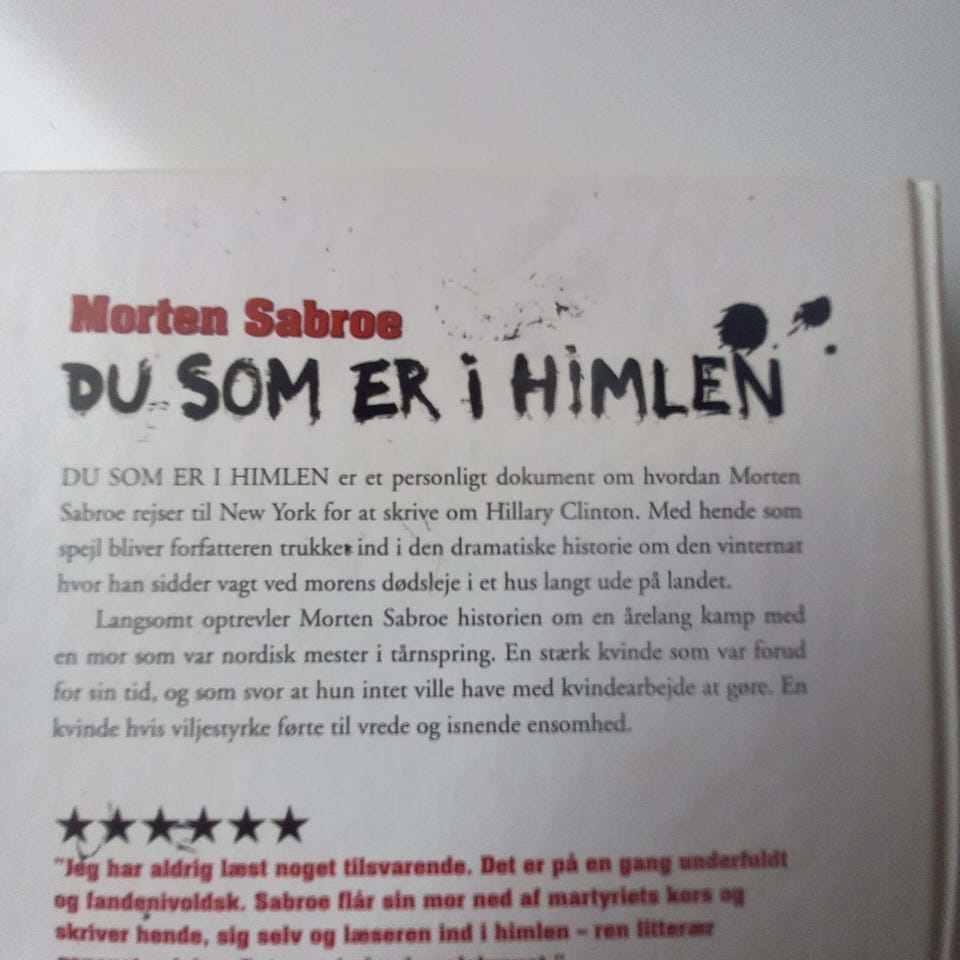 Morten Sabroe
DU SOM ER I HIMLEN
DU SOM ER I HIMLEN er et personligt dokument om hvordan Morten
Sabroe rejser til New York for at skrive om Hillary Clinton. Med hende som
spejl bliver forfatteren trukket ind i den dramatiske historie om den vinternat
hvor han sidder vagt ved morens dødsleje i et hus langt ude på landet.
Langsomt optrevler Morten Sabroe historien om en årelang kamp med
en mor som var nordisk mester i tårnspring. En stærk kvinde som var forud
for sin tid, og som svor at hun intet ville have med kvindearbejde at gøre. En
kvinde hvis viljestyrke førte til vrede og isnende ensomhed.
"Jeg har aldrig læst noget tilsvarende. Det er på en gang underfuldt
og fandenivoldsk. Sabroe flår sin mor ned af martyriets kors og
skriver hende, sig selv og læseren ind i himlen – ren litterær